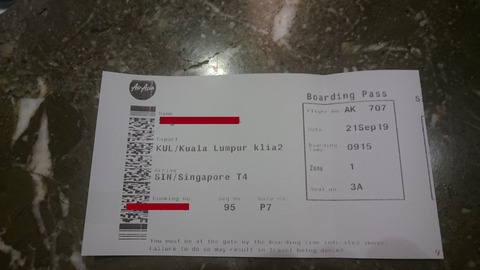 AirAsia
Boarding Pass
Name
Flight no. AK 707
Depart
KUL/Kuala Lumpur klia2
Date 21Sep19
Boarding Time 0915
Arrive
SIN/Singapore T4
Zone 1
Seat no. 3A
Booking no. Seq no. Gate no.
95 P7
You must be at the gate by the boarding time indicated above.
Failure to do so may result in travel being denied.